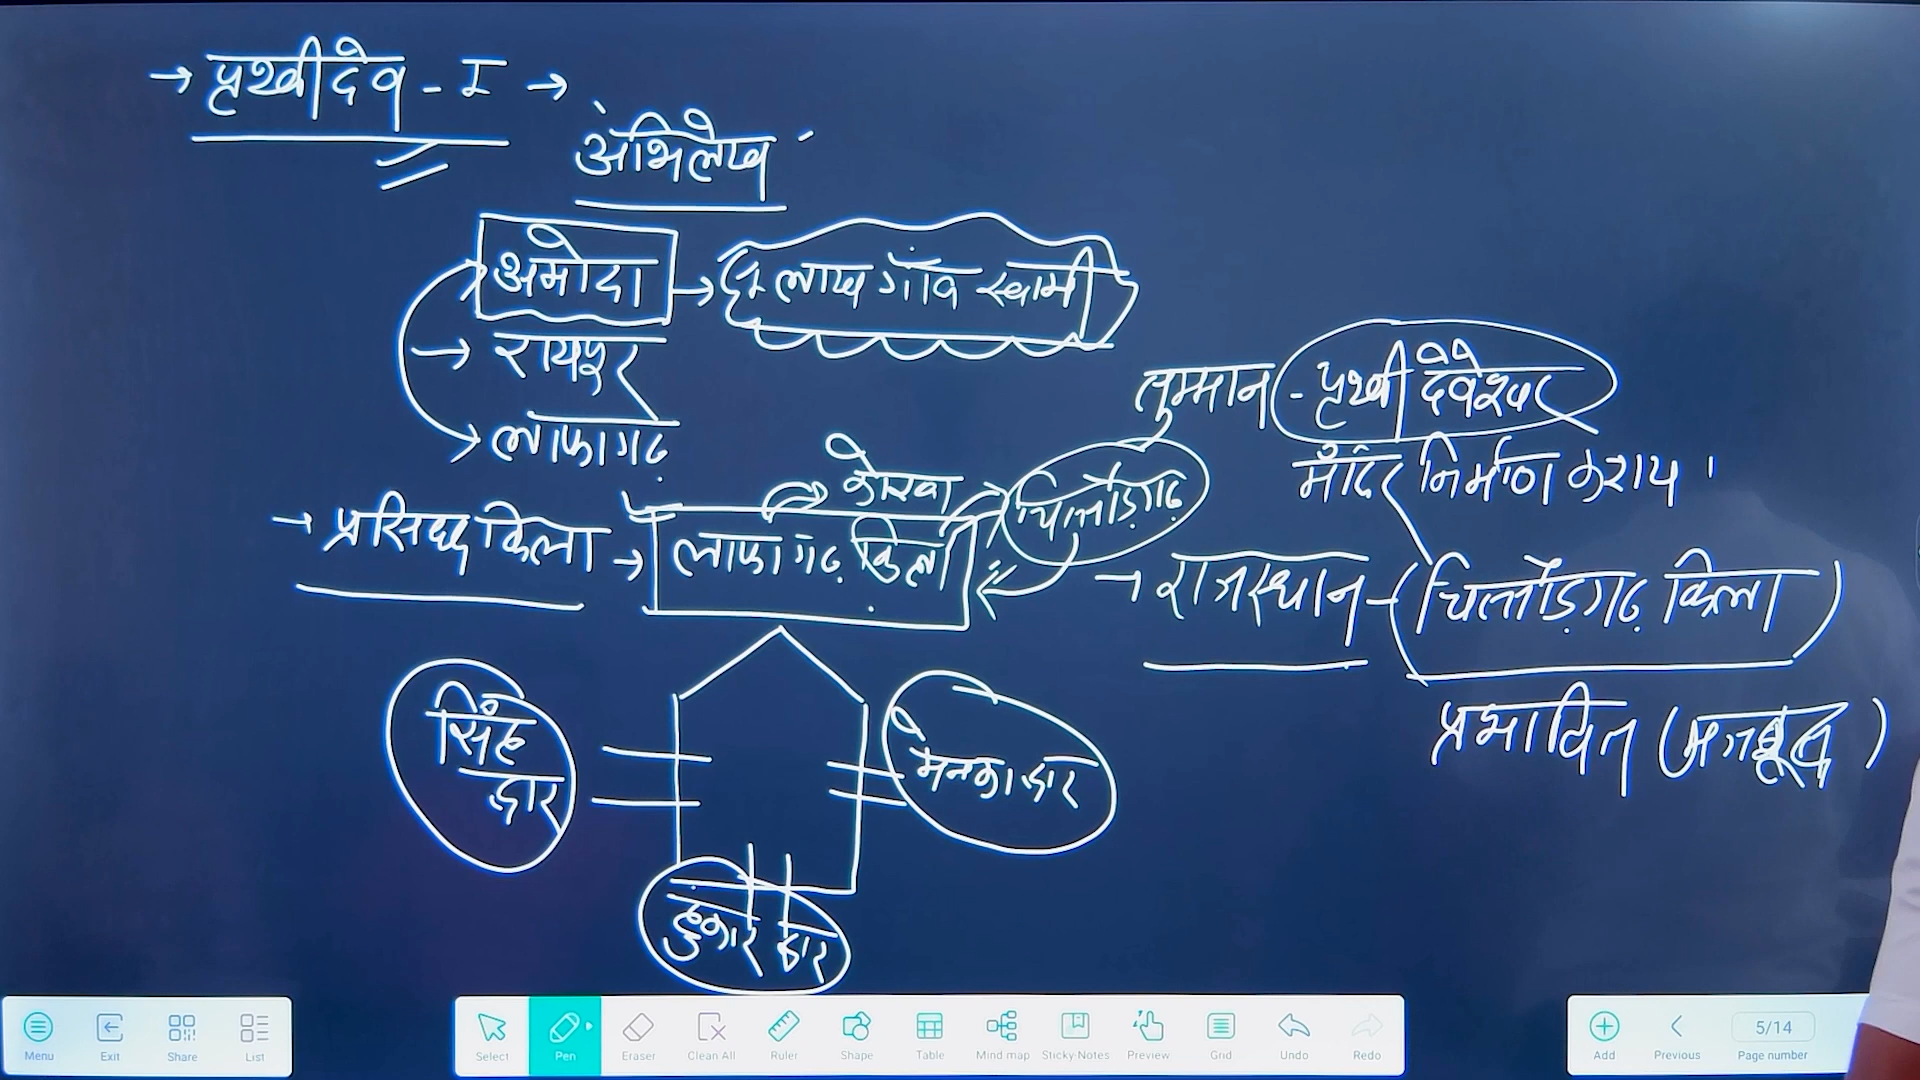 → पृथ्वीदेव - I →
अभिलेख
अमोदा → लाख गाँव स्वामी
→ रायपुर
→ लाफागढ़
तुम्मान - पृथ्वी देवेश्वर
मंदिर निर्माण कराय
→ प्रसिध्द किला → लाफागढ़ किला
कोरबा
चित्तौड़गढ़
→ राजस्थान - (चित्तौड़गढ़ किला)
प्रभावित (मजबूत)
सिंह
द्वार
मेनका द्वार
हुंकार द्वार
Menu
Exit
Share
List
Select
Pen
Eraser
Clean All
Ruler
Shape
Table
Mind map
Sticky Notes
Preview
Grid
Undo
Redo
Add
Previous
5/14
Page number